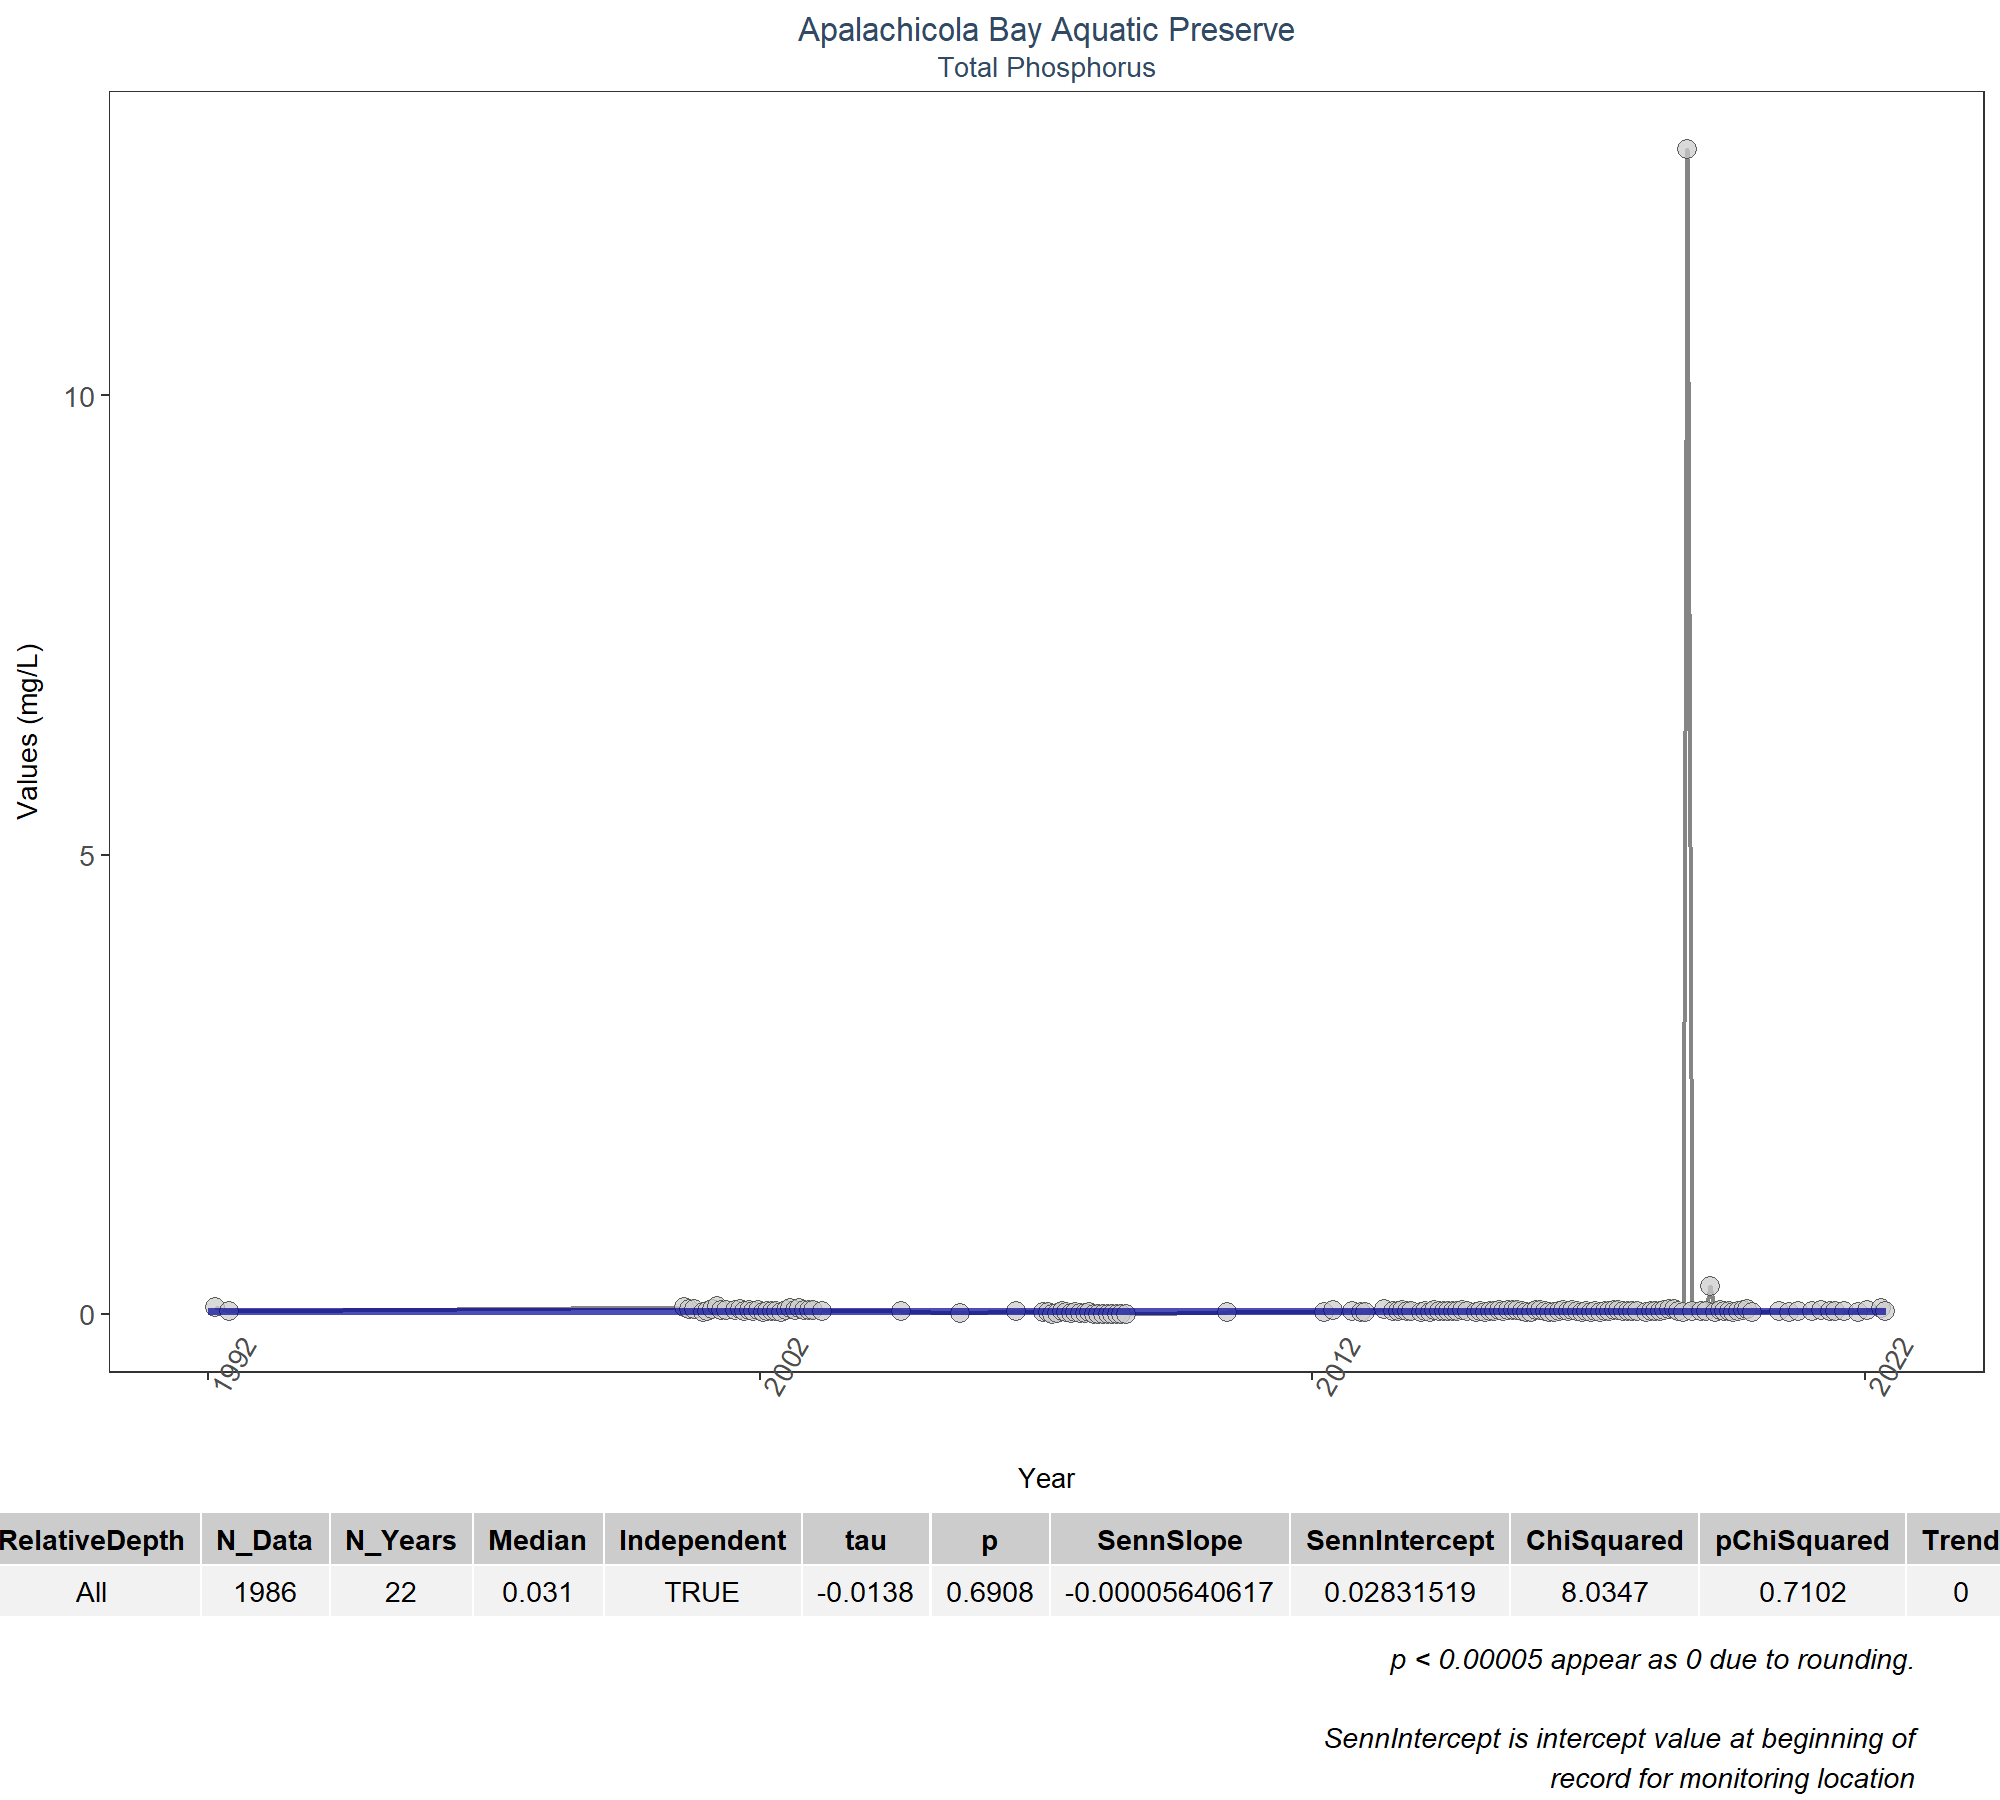 Apalachicola Bay Aquatic Preserve
Total Phosphorus
Values (mg/L)
10
5
0
1992
2002
2012
2022
Year
RelativeDepth N_Data N_Years Median Independent tau p SennSlope SennIntercept ChiSquared pChiSquared Trend
All 1986 22 0.031 TRUE -0.0138 0.6908 -0.00005640617 0.02831519 8.0347 0.7102 0
p < 0.00005 appear as 0 due to rounding.
SennIntercept is intercept value at beginning of
record for monitoring location